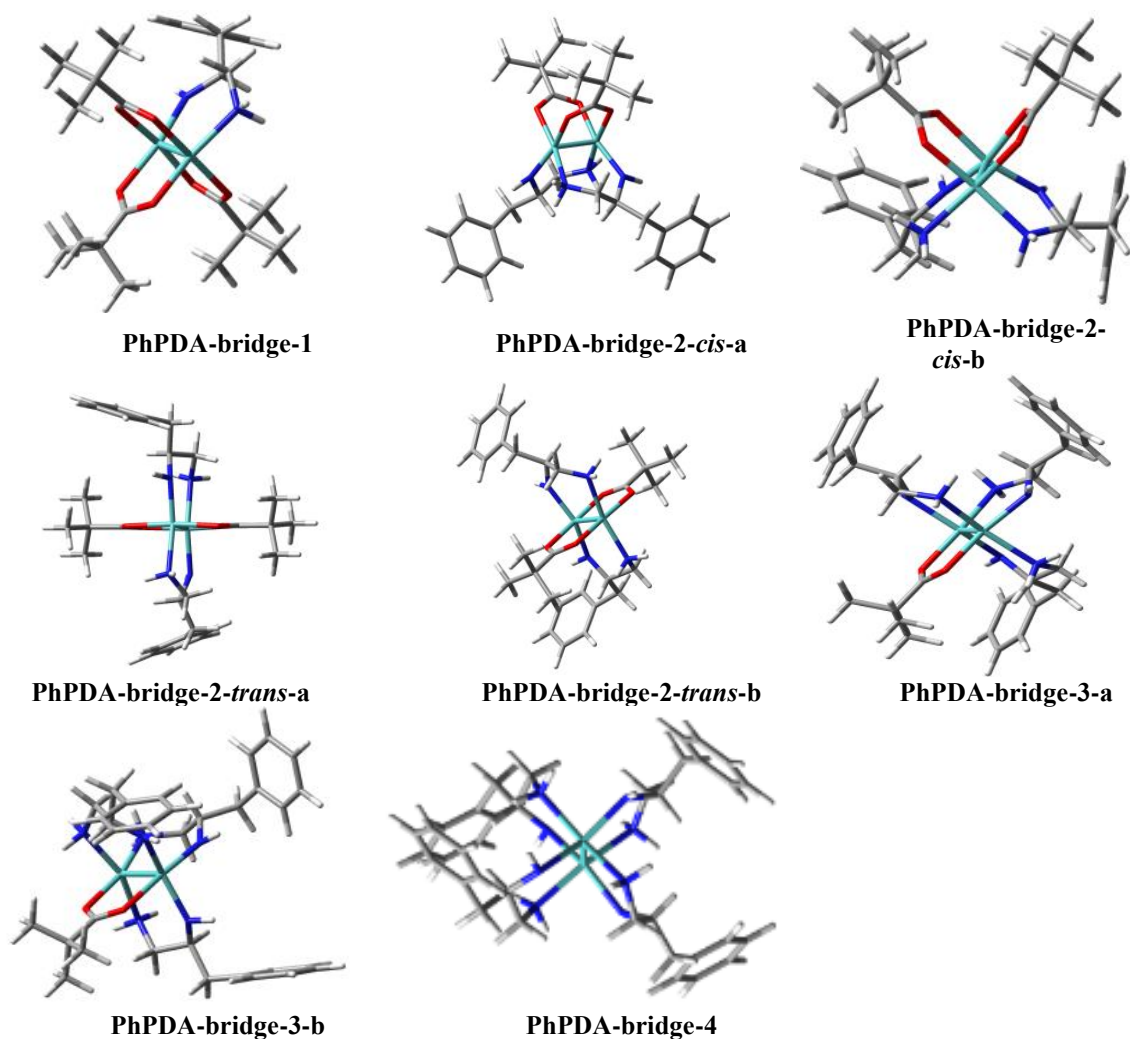 PhPDA-bridge-1
PhPDA-bridge-2-cis-a
PhPDA-bridge-2-
cis-b
PhPDA-bridge-2-trans-a
PhPDA-bridge-2-trans-b
PhPDA-bridge-3-a
PhPDA-bridge-3-b
PhPDA-bridge-4